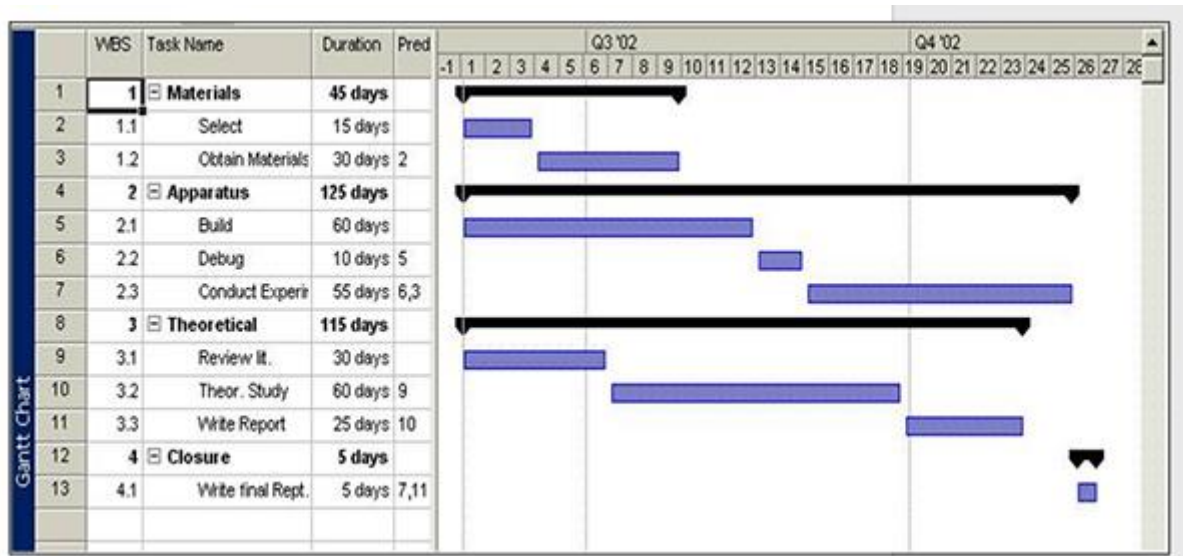 WBS Task Name Duration Pred Q3 '02 Q4 '02
-1 1 2 3 4 5 6 7 8 9 10 11 12 13 14 15 16 17 18 19 20 21 22 23 24 25 26 27 28
1 1 Materials 45 days
2 1.1 Select 15 days
3 1.2 Obtain Materials 30 days 2
4 2 Apparatus 125 days
5 2.1 Build 60 days
6 2.2 Debug 10 days 5
7 2.3 Conduct Experin 55 days 6,3
8 3 Theoretical 115 days
9 3.1 Review lit. 30 days
10 3.2 Theor. Study 60 days 9
11 3.3 Write Report 25 days 10
12 4 Closure 5 days
13 4.1 Write final Rept. 5 days 7,11
Gantt Chart